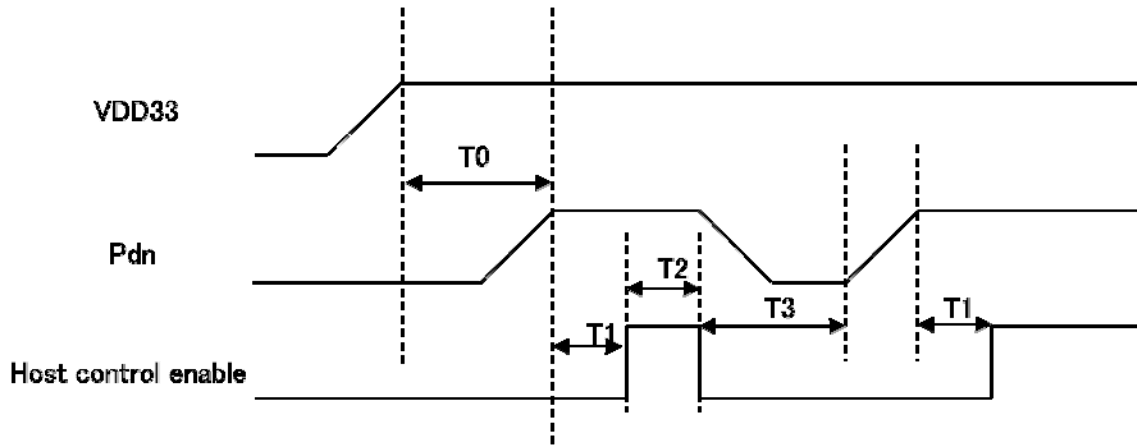 VDD33
T0
Pdn
T2
T3
T1
T1
Host control enable